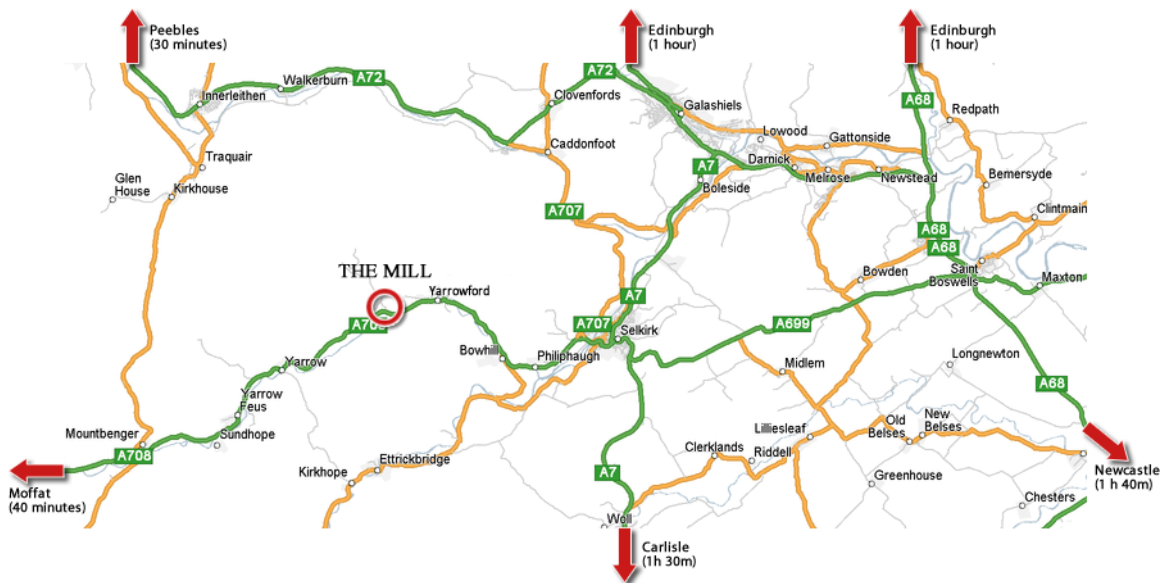 Peebles
(30 minutes)
Edinburgh
(1 hour)
Edinburgh
(1 hour)
Walkerburn
A72
A72
Innerleithen
Clovenfords
A68
Galashiels
Redpath
Lowood
Gattonside
Caddonfoot
Traquair
A7
Darnick
Melrose
Newstead
Glen
House
Kirkhouse
Boleside
Bemersyde
A707
Clintmain
A68
A68
THE MILL
Bowden
Saint
Boswells
Maxton
Yarrowford
A7
A707
Selkirk
A699
Bowhill
Philiphaugh
Yarrow
Midlem
Longnewton
A68
Yarrow
Feus
Mountbenger
Sundhope
A708
Lilliesleaf
Old
Belses
New
Belses
Clerklands
Riddell
Kirkhope
Ettrickbridge
A7
Greenhouse
Moffat
(40 minutes)
Newcastle
(1 h 40m)
Chesters
Woll
Carlisle
(1h 30m)